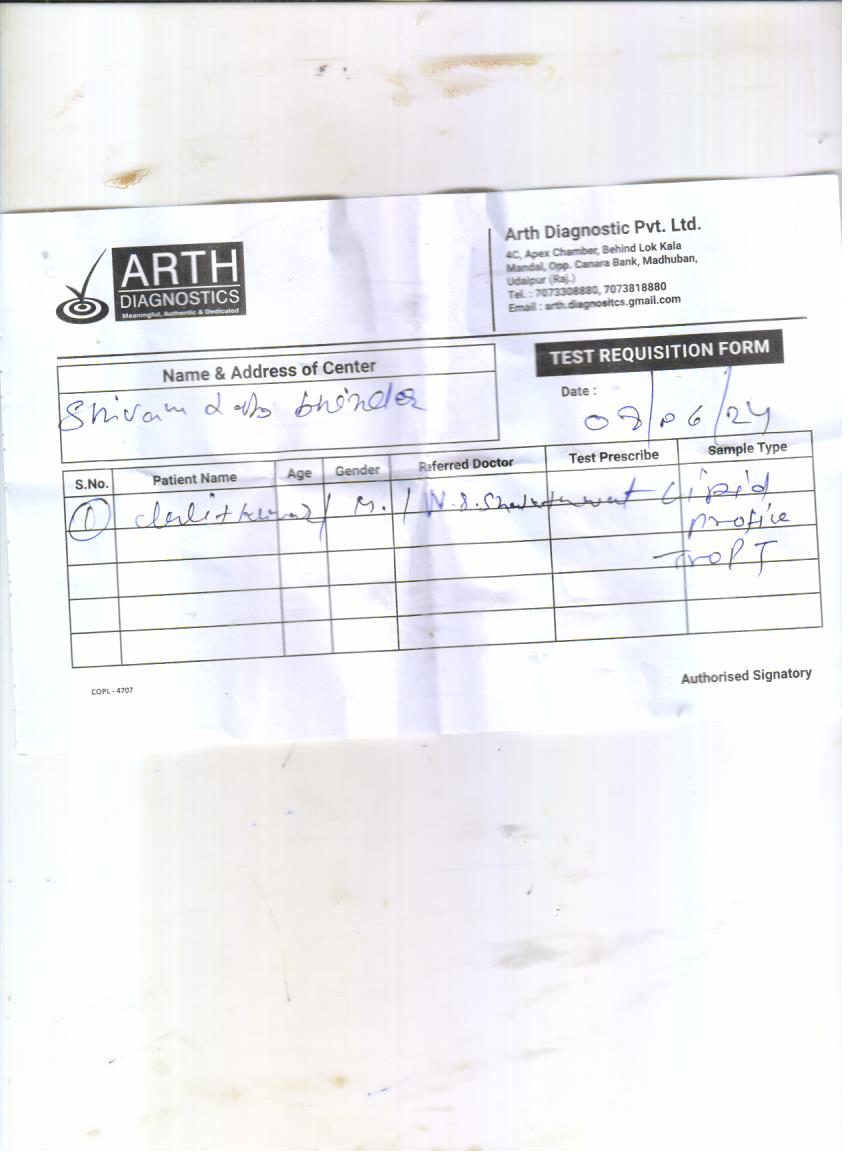 ARTH
DIAGNOSTICS
Meaningful, Authentic & Dedicated
Arth Diagnostic Pvt. Ltd.
4C, Apex Chamber, Behind Lok Kala
Mandal, Opp. Canara Bank, Madhuban,
Udaipur (Raj.)
Tel. : 7073308880, 7073818880
Email : arth.diagnositcs.gmail.com
Name & Address of Center
TEST REQUISITION FORM
Shivam Lab bhinder
Date :
08/06/24
S.No. Patient Name Age Gender Referred Doctor Test Prescribe Sample Type
1 M. N.S. Lipid
profile
TROP T
COPL - 4707
Authorised Signatory